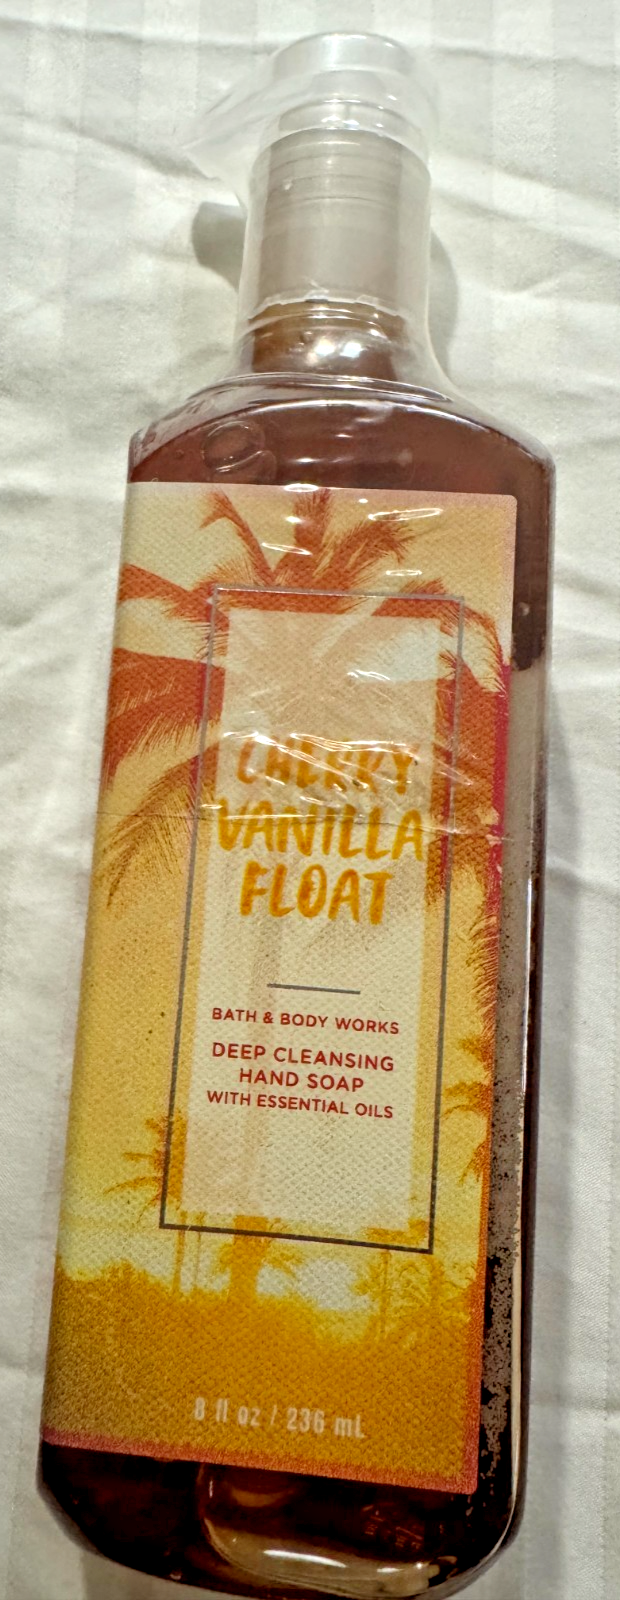 CHERRY
VANILLA
FLOAT
BATH & BODY WORKS
DEEP CLEANSING
HAND SOAP
WITH ESSENTIAL OILS
8 fl oz / 236 mL